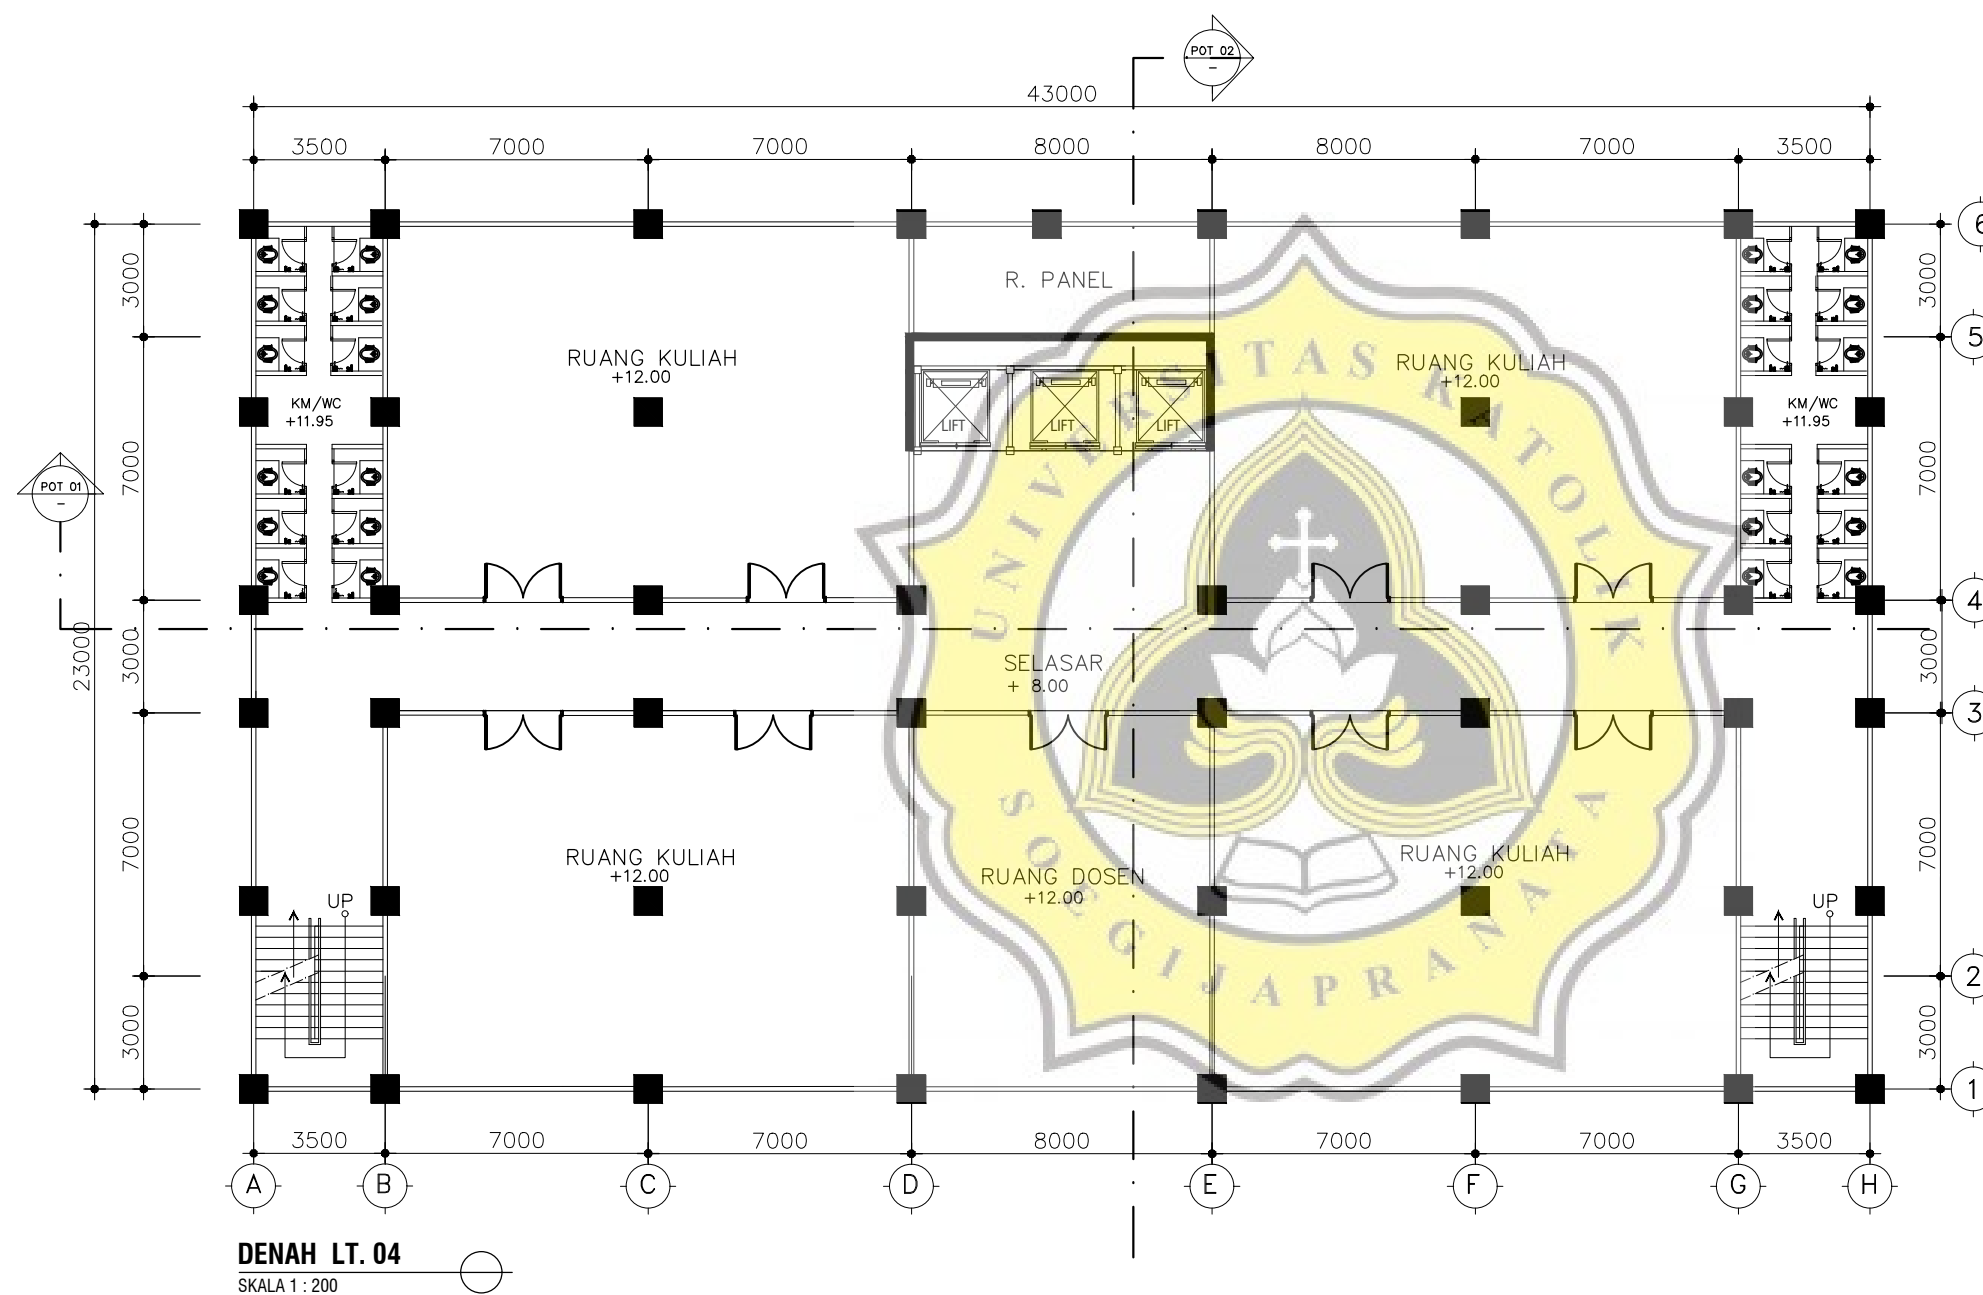 POT 02
–
43000
3500 7000 7000 8000 8000 7000 3500
6
3000 3000
R. PANEL
5
RUANG KULIAH
+12.00
RUANG KULIAH
+12.00
KM/WC
+11.95
LIFT LIFT LIFT
KM/WC
+11.95
7000 7000
POT 01
–
4
23000
3000 3000
SELASAR
+ 8.00
3
7000 7000
RUANG KULIAH
+12.00
RUANG DOSEN
+12.00
RUANG KULIAH
+12.00
UP UP
2
3000 3000
1
UNIVERSITAS KATOLIK
SOEGIJAPRANATA
3500 7000 7000 8000 7000 7000 3500
A B C D E F G H
DENAH LT. 04
SKALA 1 : 200